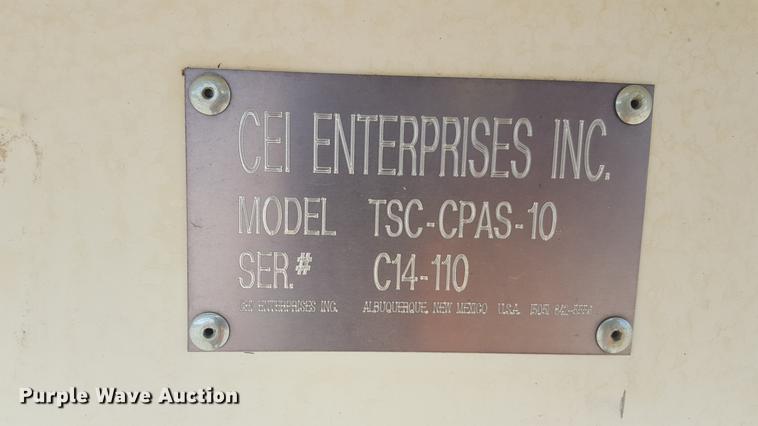 CEI ENTERPRISES INC.
MODEL TSC-CPAS-10
SER.# C14-110
CEI ENTERPRISES INC. ALBUQUERQUE, NEW MEXICO U.S.A. (505)
Purple Wave Auction